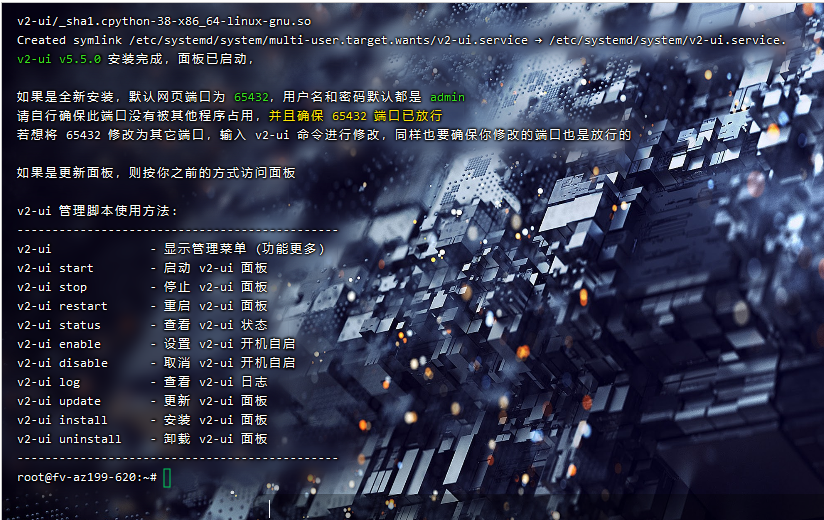 v2-ui/_sha1.cpython-38-x86_64-linux-gnu.so
Created symlink /etc/systemd/system/multi-user.target.wants/v2-ui.service → /etc/systemd/system/v2-ui.service.
v2-ui v5.5.0 安装完成，面板已启动，
如果是全新安装，默认网页端口为 65432，用户名和密码默认都是 admin
请自行确保此端口没有被其他程序占用，并且确保 65432 端口已放行
若想将 65432 修改为其它端口，输入 v2-ui 命令进行修改，同样也要确保你修改的端口也是放行的
如果是更新面板，则按你之前的方式访问面板
v2-ui 管理脚本使用方法:
----------------------------------------------
v2-ui              - 显示管理菜单 (功能更多)
v2-ui start        - 启动 v2-ui 面板
v2-ui stop         - 停止 v2-ui 面板
v2-ui restart      - 重启 v2-ui 面板
v2-ui status       - 查看 v2-ui 状态
v2-ui enable       - 设置 v2-ui 开机自启
v2-ui disable      - 取消 v2-ui 开机自启
v2-ui log          - 查看 v2-ui 日志
v2-ui update       - 更新 v2-ui 面板
v2-ui install      - 安装 v2-ui 面板
v2-ui uninstall    - 卸载 v2-ui 面板
----------------------------------------------
root@fv-az199-620:~#